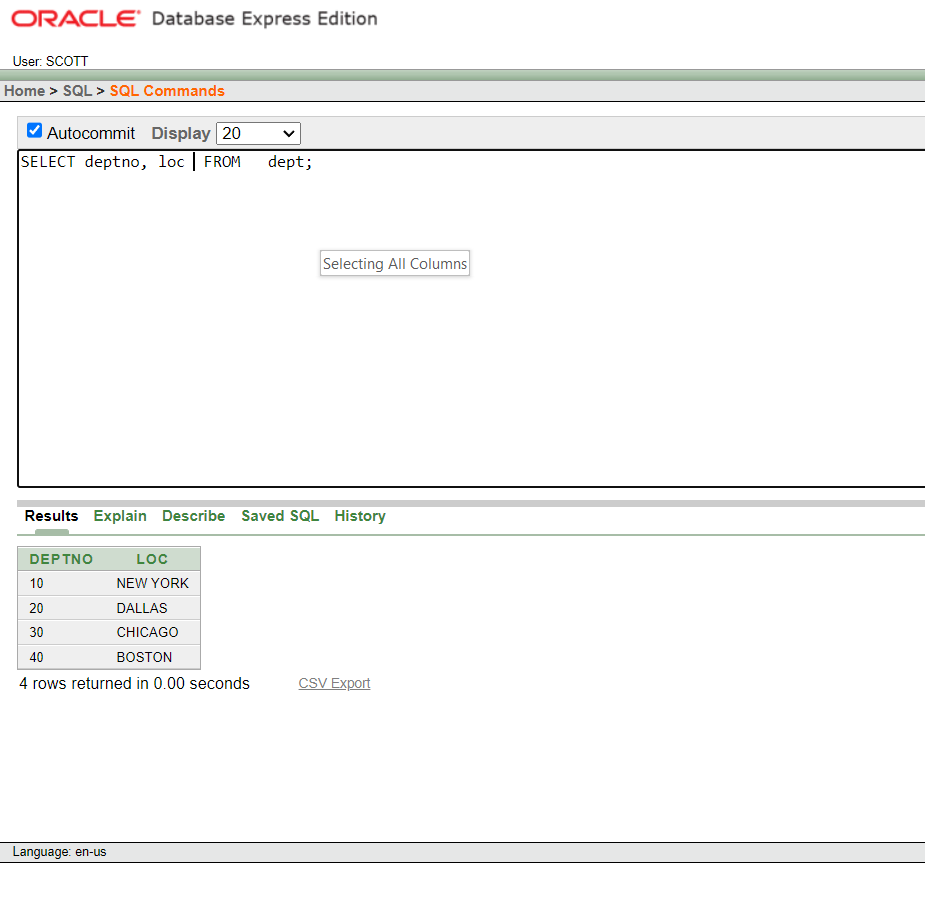 ORACLE Database Express Edition
User: SCOTT
Home > SQL > SQL Commands
Autocommit Display 20
SELECT deptno, loc FROM dept;
Selecting All Columns
Results Explain Describe Saved SQL History
DEPTNO LOC
10 NEW YORK
20 DALLAS
30 CHICAGO
40 BOSTON
4 rows returned in 0.00 seconds CSV Export
Language: en-us